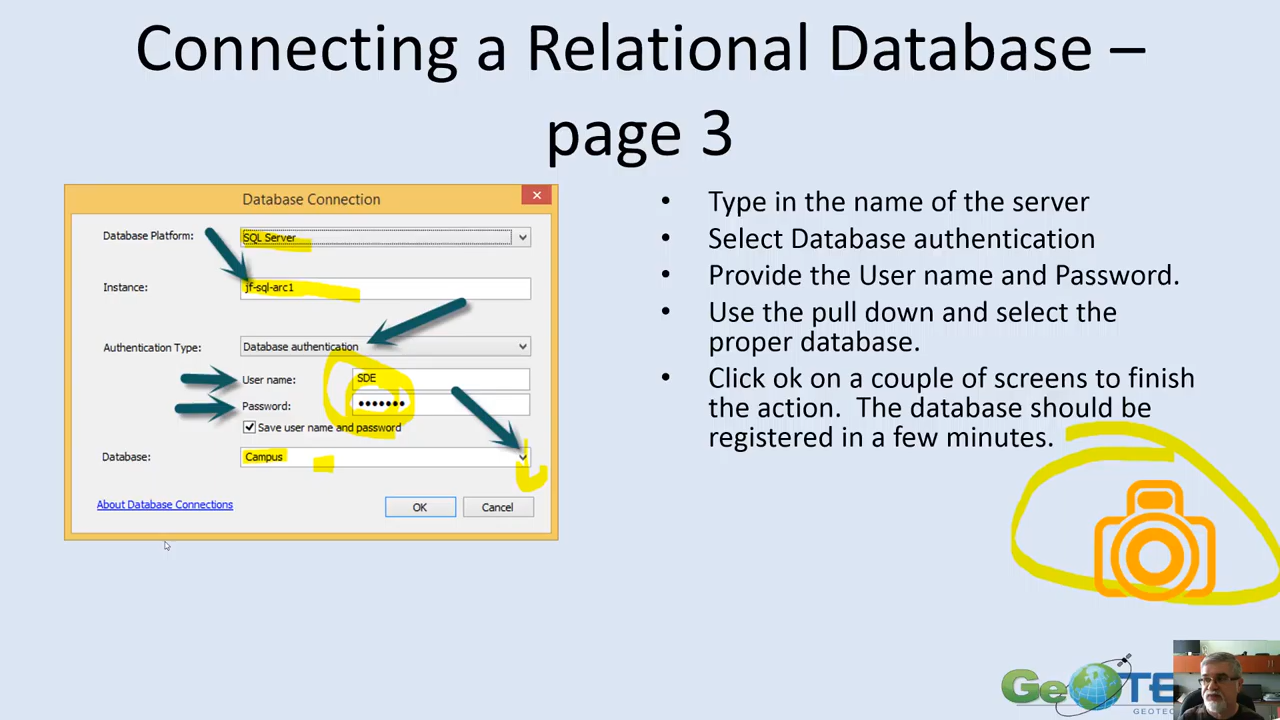 Connecting a Relational Database –
page 3
Database Connection
Database Platform: SQL Server
Instance: jf-sql-arc1
Authentication Type: Database authentication
User name: SDE
Password: •••••••
Save user name and password
Database: Campus
About Database Connections
OK Cancel
• Type in the name of the server
• Select Database authentication
• Provide the User name and Password.
• Use the pull down and select the
proper database.
• Click ok on a couple of screens to finish
the action. The database should be
registered in a few minutes.
GeoTE
GEOTEC